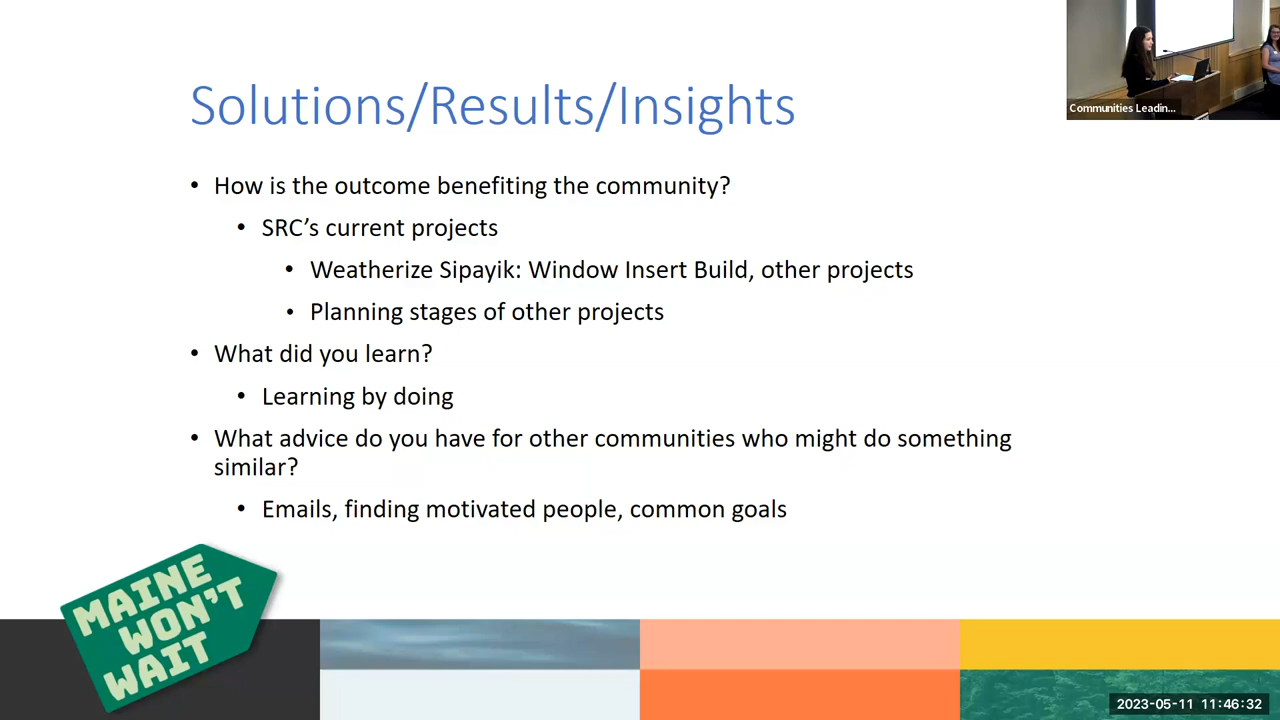 Communities Leadin...
Solutions/Results/Insights
• How is the outcome benefiting the community?
• SRC’s current projects
• Weatherize Sipayik: Window Insert Build, other projects
• Planning stages of other projects
• What did you learn?
• Learning by doing
• What advice do you have for other communities who might do something
similar?
• Emails, finding motivated people, common goals
MAINE
WON'T
WAIT
2023-05-11 11:46:32